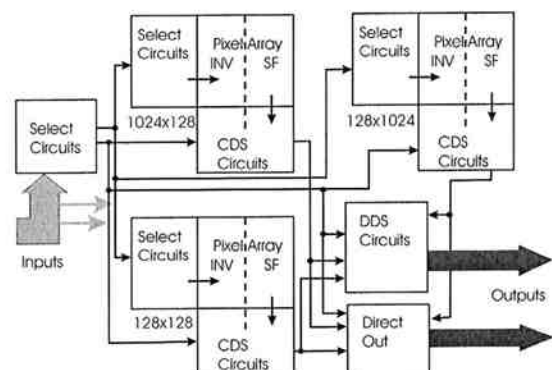 Select
Circuits
Pixel Array
INV
SF
1024x128
CDS
Circuits
Select
Circuits
Pixel Array
INV
SF
128x1024
CDS
Circuits
Select
Circuits
Inputs
Select
Circuits
Pixel Array
INV
SF
128x128
CDS
Circuits
DDS
Circuits
Outputs
Direct
Out